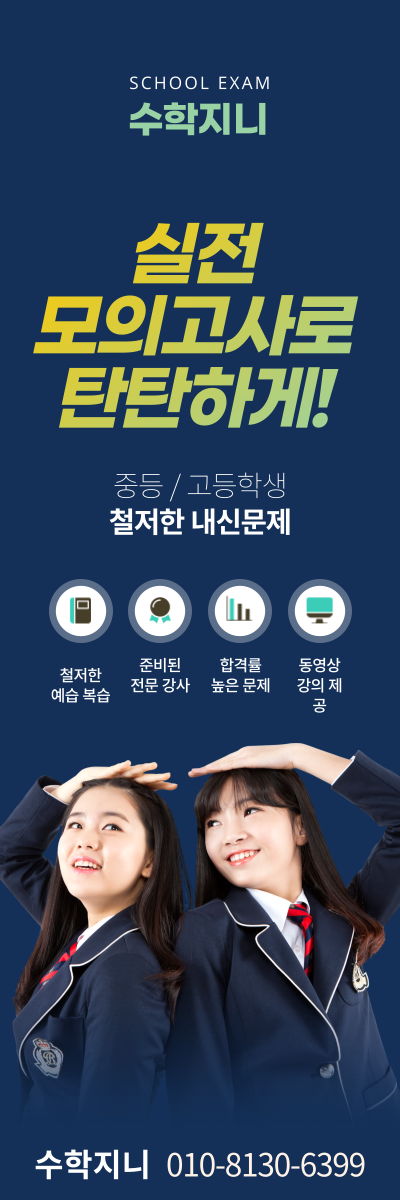 SCHOOL EXAM
수학지니
실전
모의고사로
탄탄하게!
중등 / 고등학생
철저한 내신문제
철저한
예습 복습
준비된
전문 강사
합격률
높은 문제
동영상
강의 제
공
수학지니 010-8130-6399